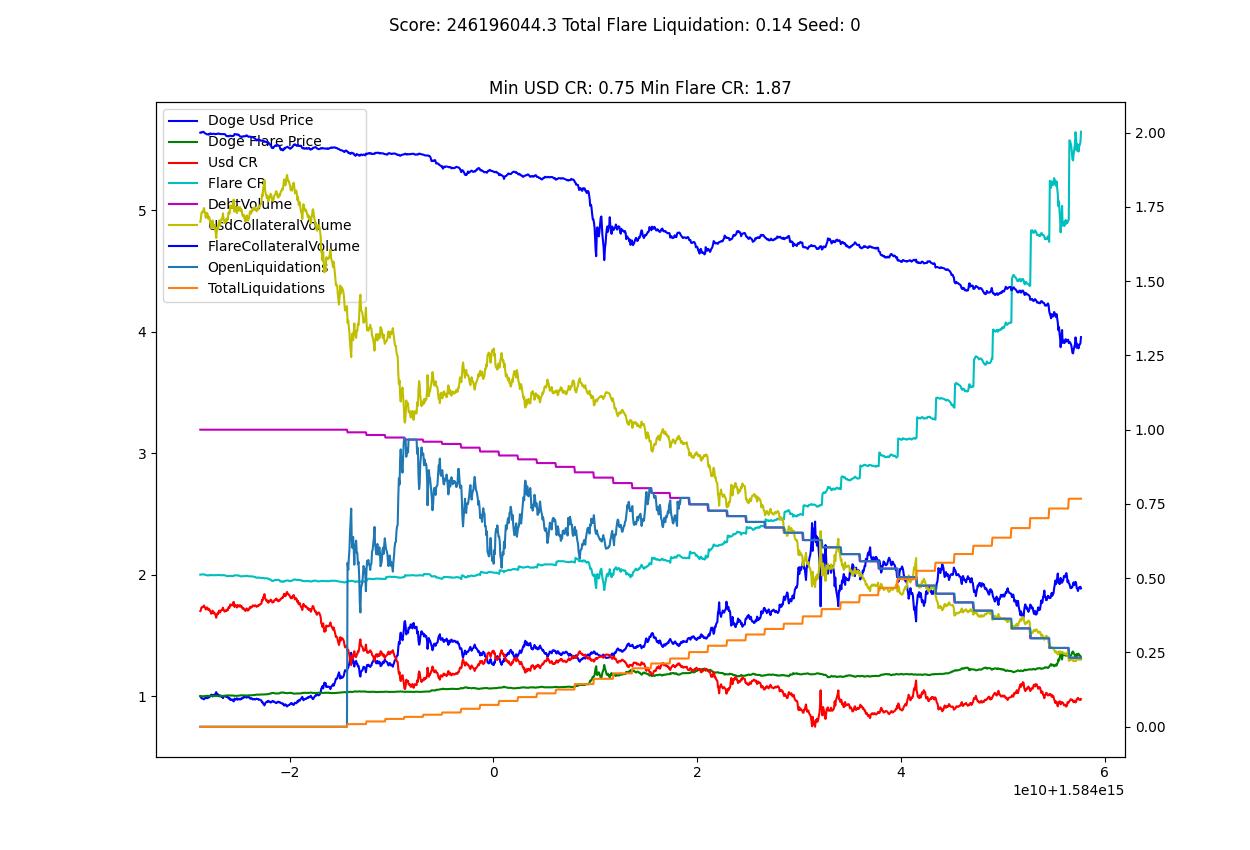 Score: 246196044.3 Total Flare Liquidation: 0.14 Seed: 0
Min USD CR: 0.75 Min Flare CR: 1.87
Doge Usd Price
Doge Flare Price
Usd CR
Flare CR
DebtVolume
UsdCollateralVolume
FlareCollateralVolume
OpenLiquidations
TotalLiquidations
5
4
3
2
1
2.00
1.75
1.50
1.25
1.00
0.75
0.50
0.25
0.00
−2 0 2 4 6
1e10+1.584e15